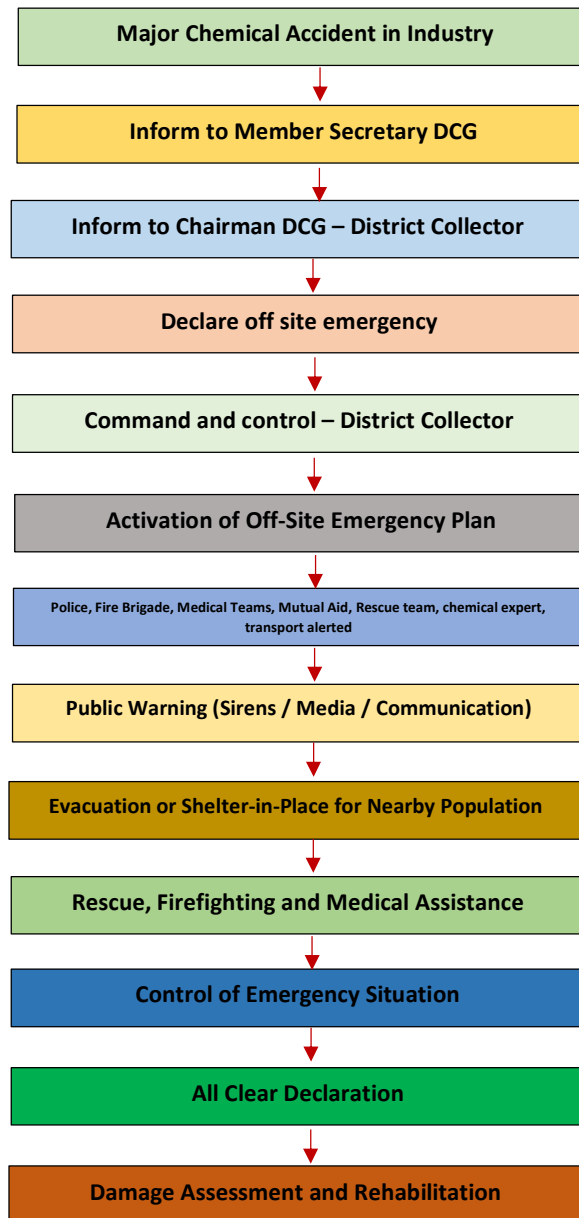 Major Chemical Accident in Industry
Inform to Member Secretary DCG
Inform to Chairman DCG – District Collector
Declare off site emergency
Command and control – District Collector
Activation of Off-Site Emergency Plan
Police, Fire Brigade, Medical Teams, Mutual Aid, Rescue team, chemical expert,
transport alerted
Public Warning (Sirens / Media / Communication)
Evacuation or Shelter-in-Place for Nearby Population
Rescue, Firefighting and Medical Assistance
Control of Emergency Situation
All Clear Declaration
Damage Assessment and Rehabilitation